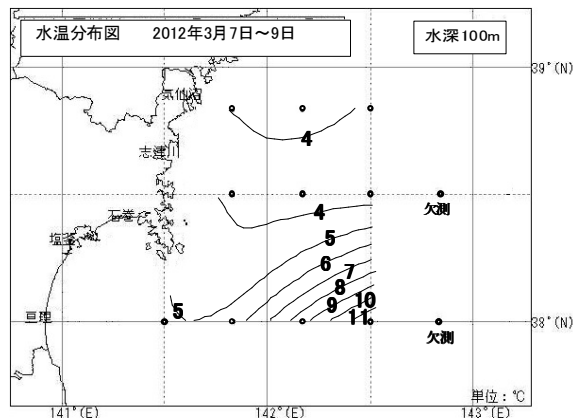 水温分布図 2012年3月7日～9日
水深100m
39°(N)
気仙沼
4
志津川
欠測
石巻
4
5
塩釜
6
7
8
10
9
5
11
亘理
38°(N)
欠測
単位：℃
141°(E) 142°(E) 143°(E)